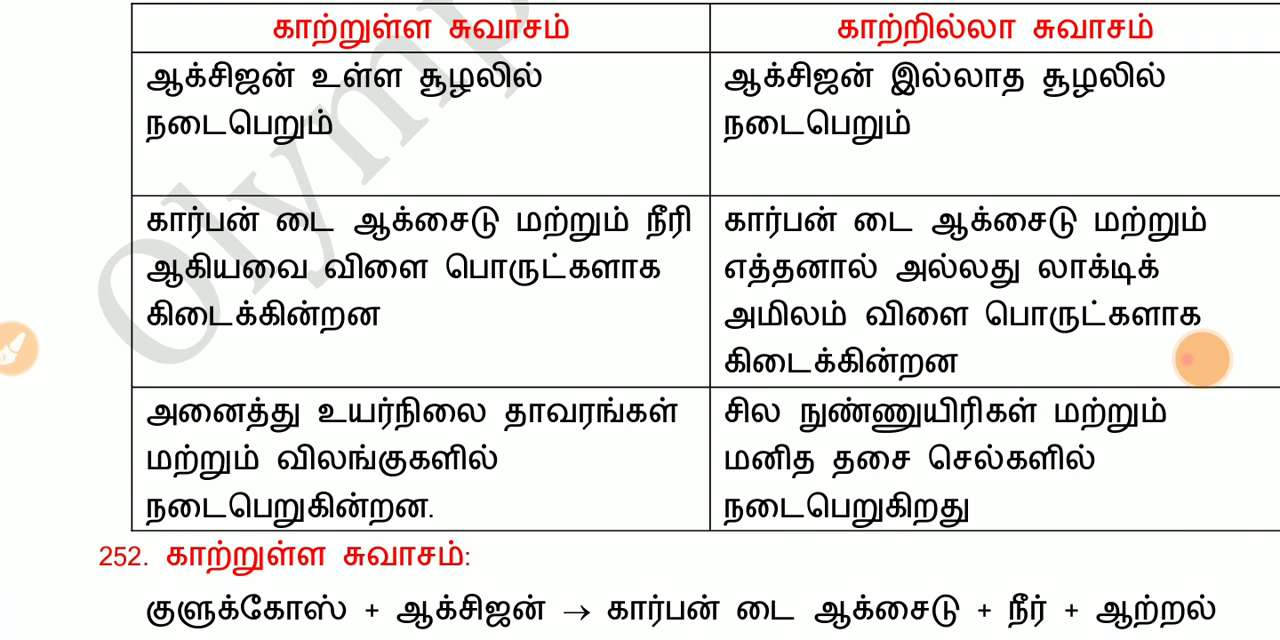 காற்றுள்ள சுவாசம்
காற்றில்லா சுவாசம்
ஆக்சிஜன் உள்ள சூழலில்
நடைபெறும்
ஆக்சிஜன் இல்லாத சூழலில்
நடைபெறும்
கார்பன் டை ஆக்சைடு மற்றும் நீரி
ஆகியவை விளை பொருட்களாக
கிடைக்கின்றன
கார்பன் டை ஆக்சைடு மற்றும்
எத்தனால் அல்லது லாக்டிக்
அமிலம் விளை பொருட்களாக
கிடைக்கின்றன
அனைத்து உயர்நிலை தாவரங்கள்
மற்றும் விலங்குகளில்
நடைபெறுகின்றன.
சில நுண்ணுயிரிகள் மற்றும்
மனித தசை செல்களில்
நடைபெறுகிறது
252. காற்றுள்ள சுவாசம்:
குளுக்கோஸ் + ஆக்சிஜன் → கார்பன் டை ஆக்சைடு + நீர் + ஆற்றல்